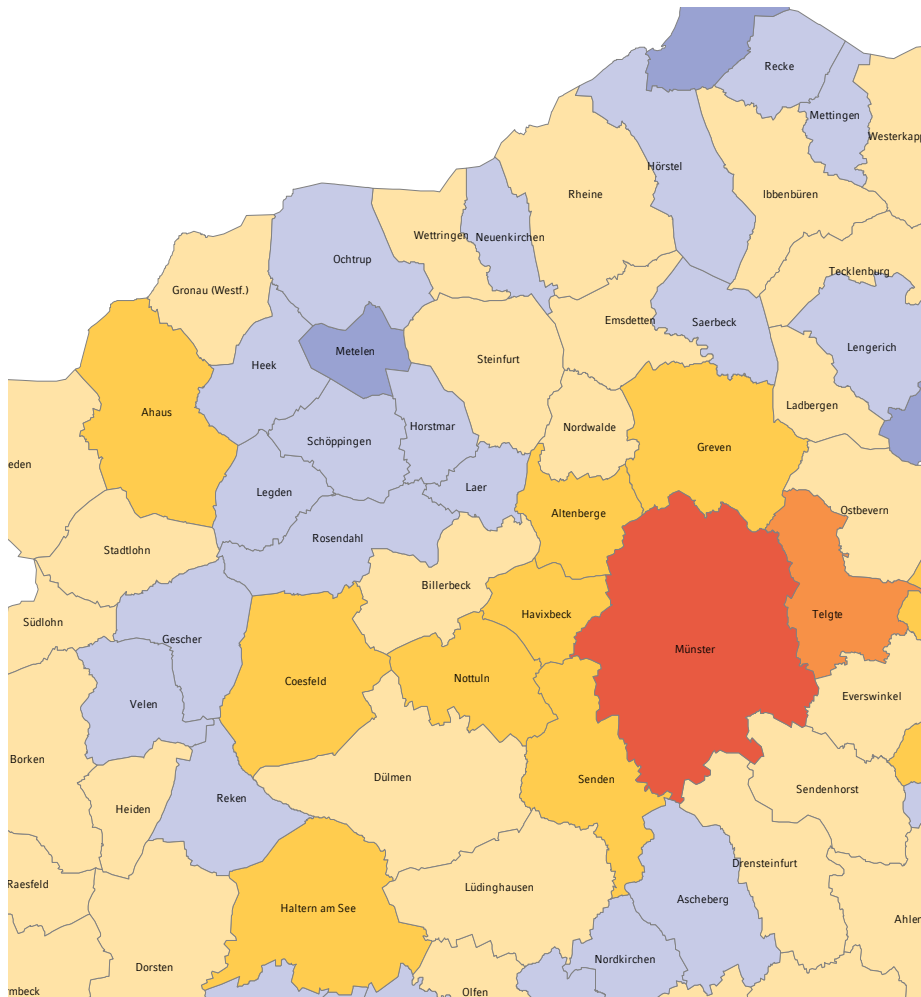 Recke
Mettingen
Westerkapp
Hörstel
Rheine
Ibbenbüren
Wettringen
Neuenkirchen
Ochtrup
Tecklenburg
Gronau (Westf.)
Emsdetten
Saerbeck
Lengerich
Metelen
Steinfurt
Heek
Ladbergen
Ahaus
Horstmar
Nordwalde
Schöppingen
Greven
eden
Laer
Legden
Altenberge
Ostbevern
Rosendahl
Stadtlohn
Billerbeck
Havixbeck
Telgte
Südlohn
Gescher
Münster
Nottuln
Coesfeld
Everswinkel
Velen
Borken
Dülmen
Senden
Sendenhorst
Reken
Heiden
Drensteinfurt
Raesfeld
Lüdinghausen
Ascheberg
Haltern am See
Ahler
Nordkirchen
Dorsten
rmbeck
Olfen